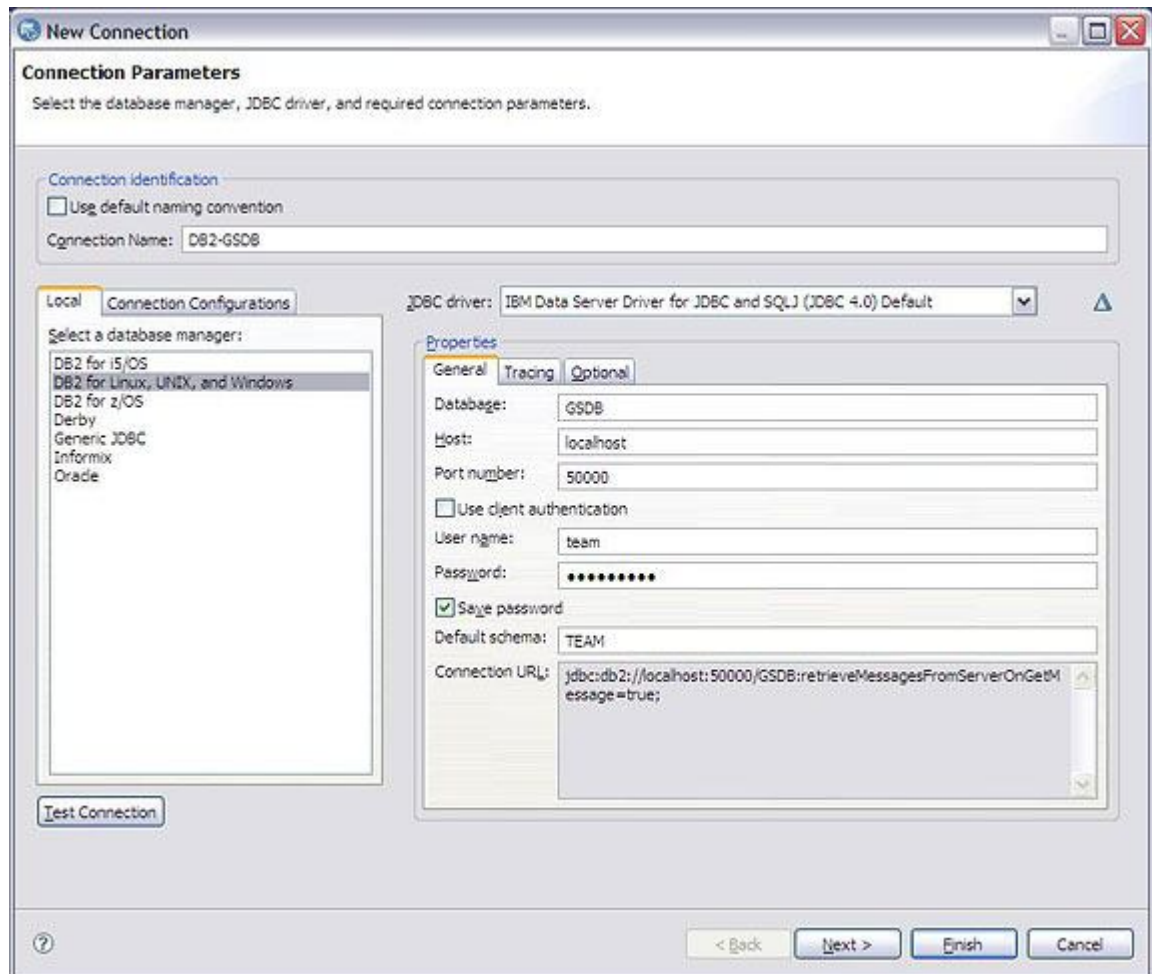 New Connection
Connection Parameters
Select the database manager, JDBC driver, and required connection parameters.
Connection identification
Use default naming convention
Connection Name: DB2-GSDB
Local Connection Configurations
Select a database manager:
DB2 for i5/OS
DB2 for Linux, UNIX, and Windows
DB2 for z/OS
Derby
Generic JDBC
Informix
Oracle
Test Connection
JDBC driver: IBM Data Server Driver for JDBC and SQLJ (JDBC 4.0) Default
Properties
General Tracing Optional
Database: GSDB
Host: localhost
Port number: 50000
Use client authentication
User name: team
Password: •••••••••
Save password
Default schema: TEAM
Connection URL: jdbc:db2://localhost:50000/GSDB:retrieveMessagesFromServerOnGetM
essage=true;
?
< Back Next > Finish Cancel